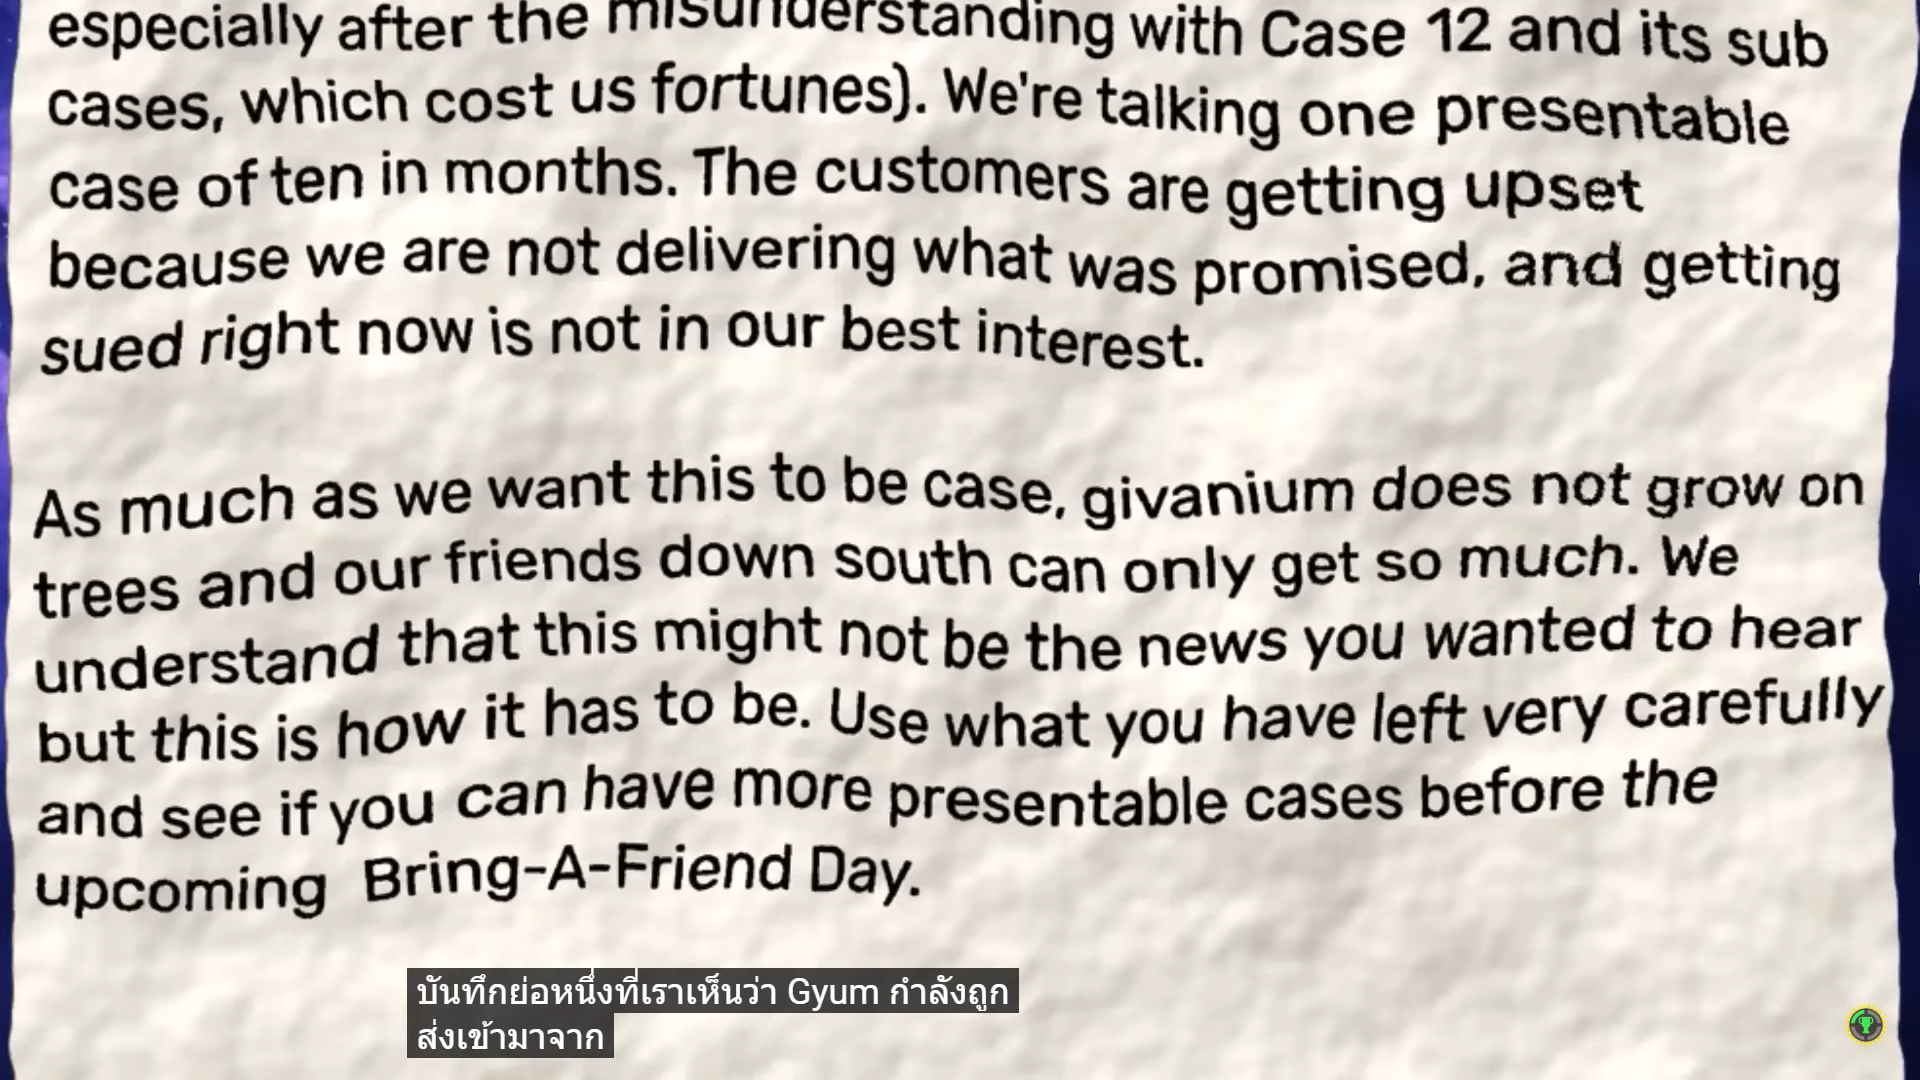 especially after the misunderstanding with Case 12 and its sub
cases, which cost us fortunes). We're talking one presentable
case of ten in months. The customers are getting upset
because we are not delivering what was promised, and getting
sued right now is not in our best interest.
As much as we want this to be case, givanium does not grow on
trees and our friends down south can only get so much. We
understand that this might not be the news you wanted to hear
but this is how it has to be. Use what you have left very carefully
and see if you can have more presentable cases before the
upcoming Bring-A-Friend Day.
บันทึกย่อหนึ่งที่เราเห็นว่า Gyum กำลังถูก
ส่งเข้ามาจาก